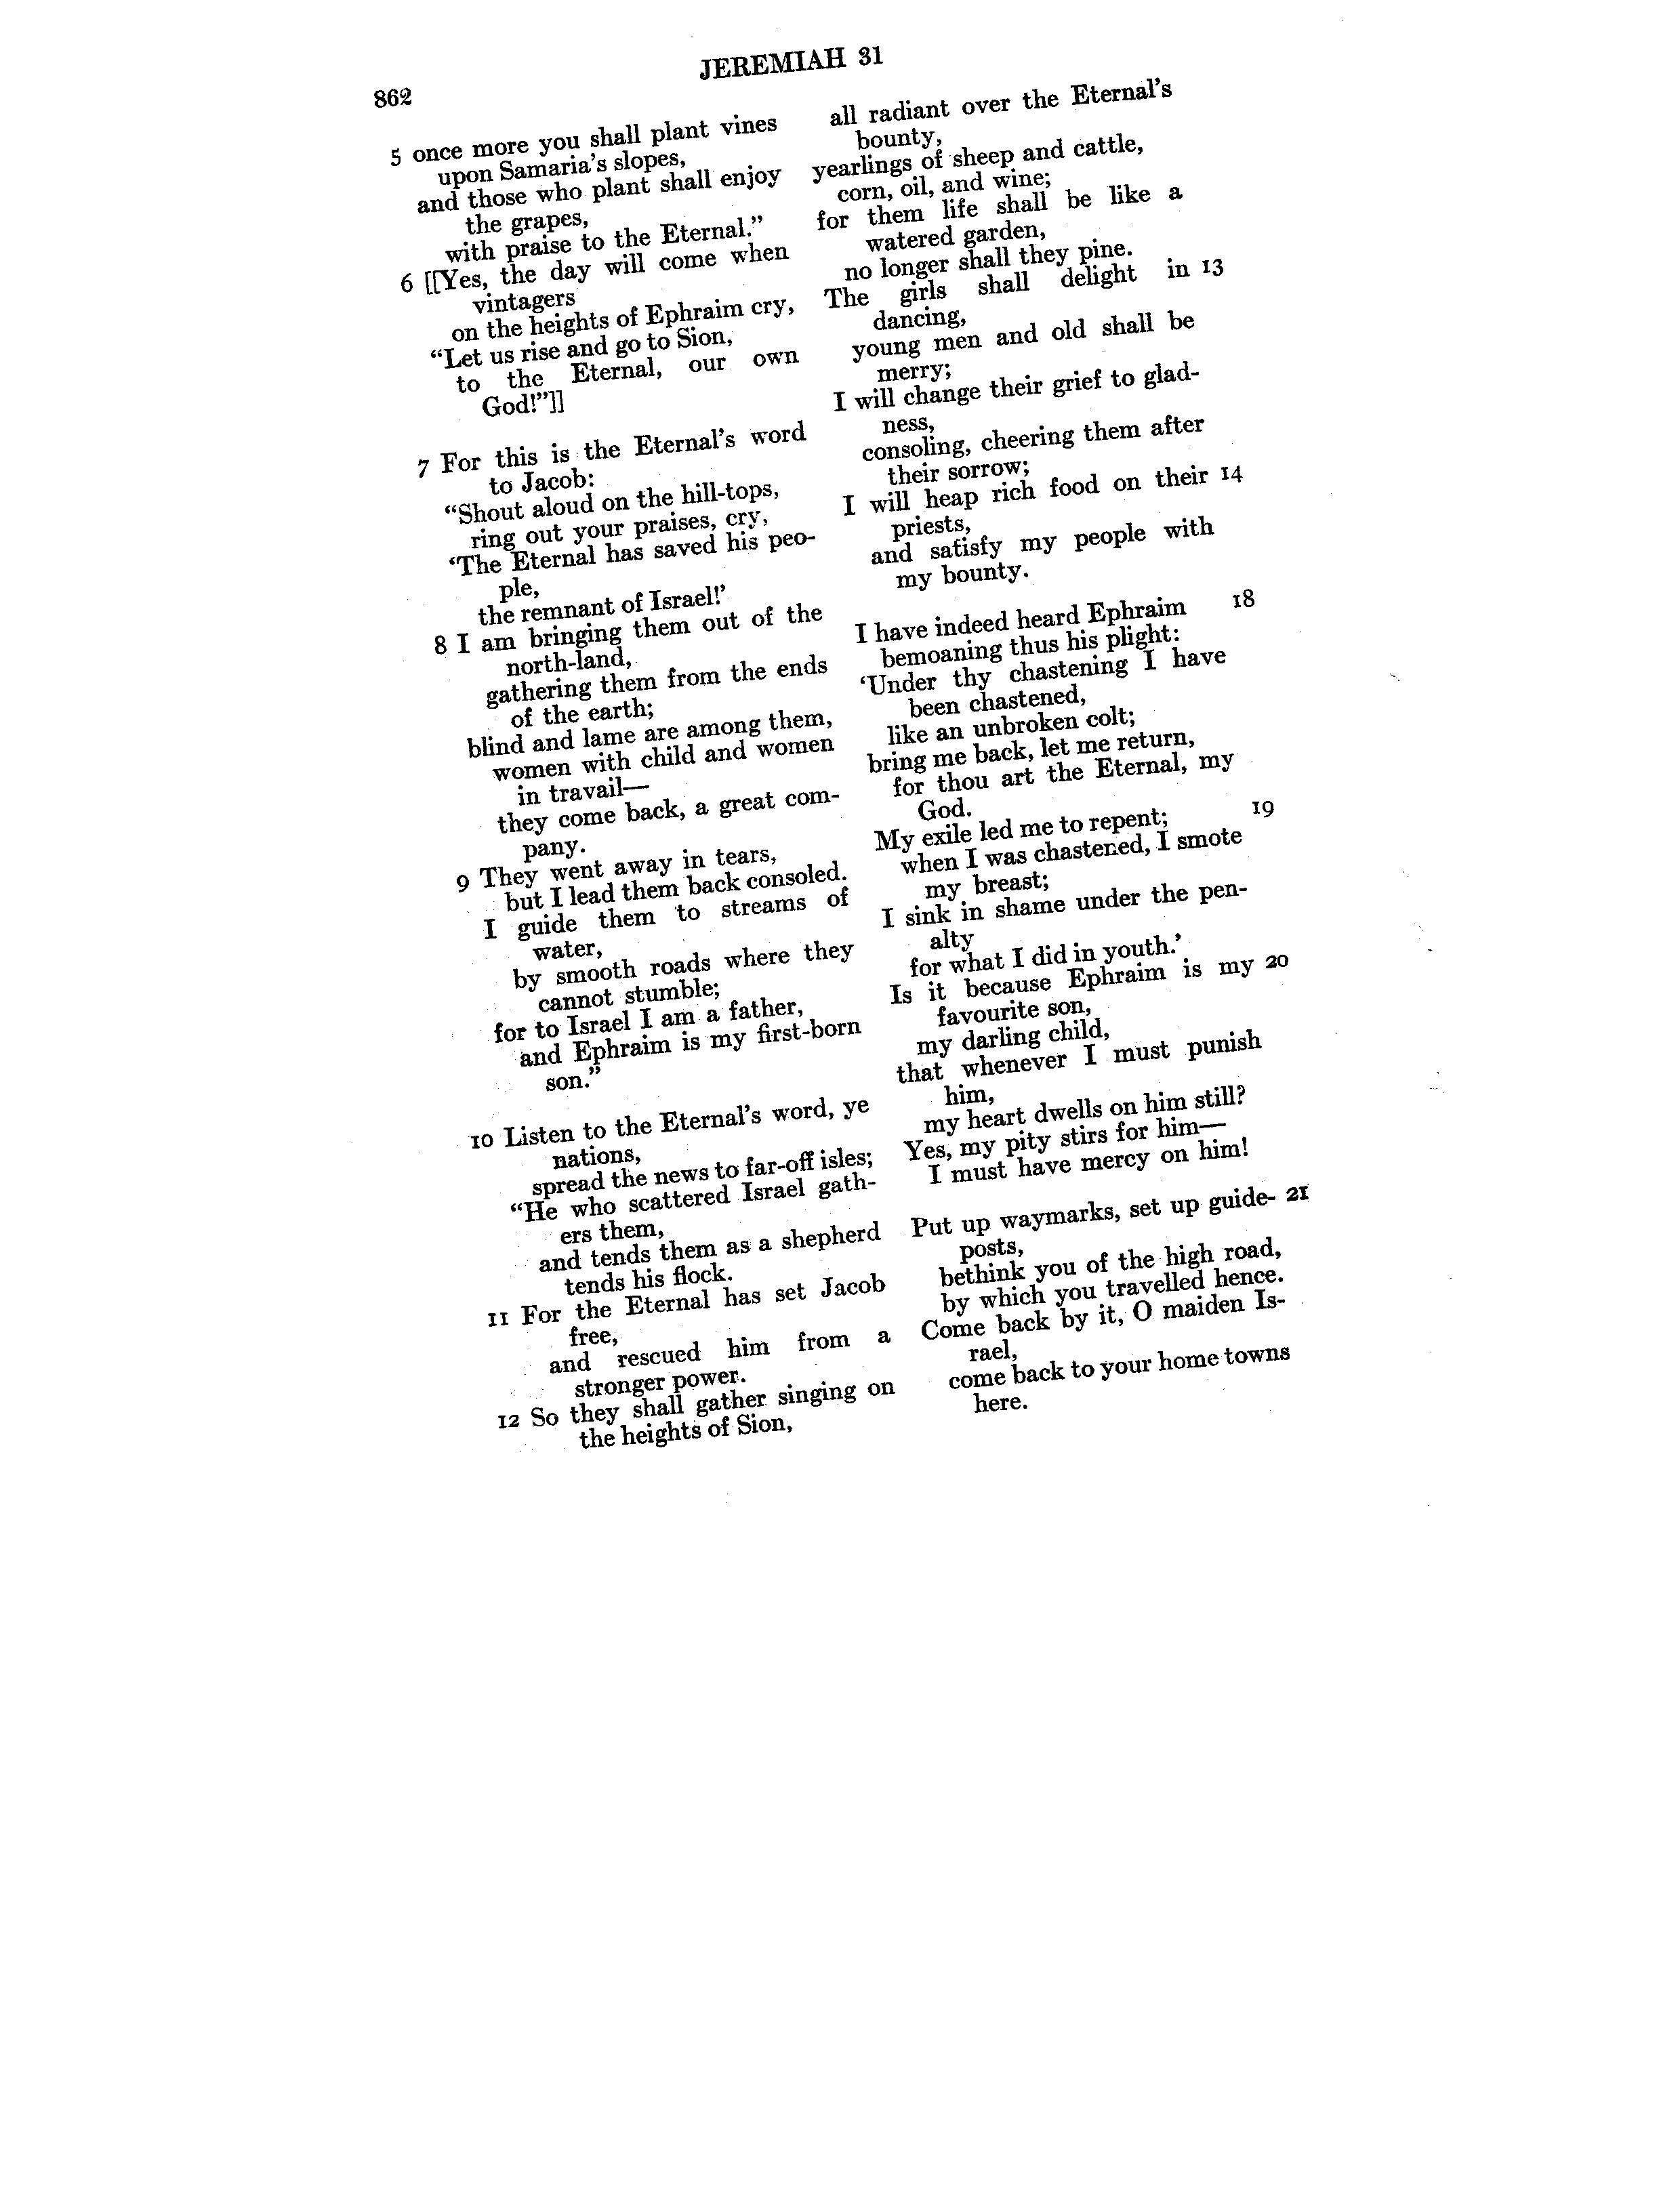 862
JEREMIAH 31
5 once more you shall plant vines
upon Samaria's slopes,
and those who plant shall enjoy
the grapes,
with praise to the Eternal."
6 [[Yes, the day will come when
vintagers
on the heights of Ephraim cry,
"Let us rise and go to Sion,
to the Eternal, our own
God!"]]
7 For this is the Eternal's word
to Jacob:
"Shout aloud on the hill-tops,
ring out your praises, cry,
'The Eternal has saved his peo-
ple,
the remnant of Israel!'
8 I am bringing them out of the
north-land,
gathering them from the ends
of the earth;
blind and lame are among them,
women with child and women
in travail—
they come back, a great com-
pany.
9 They went away in tears,
but I lead them back consoled.
I guide them to streams of
water,
by smooth roads where they
cannot stumble;
for to Israel I am a father,
and Ephraim is my first-born
son."
10 Listen to the Eternal's word, ye
nations,
spread the news to far-off isles;
"He who scattered Israel gath-
ers them,
and tends them as a shepherd
tends his flock.
11 For the Eternal has set Jacob
free,
and rescued him from a
stronger power.
12 So they shall gather singing on
the heights of Sion,
all radiant over the Eternal's
bounty,
yearlings of sheep and cattle,
corn, oil, and wine;
for them life shall be like a
watered garden,
no longer shall they pine.
The girls shall delight in 13
dancing,
young men and old shall be
merry;
I will change their grief to glad-
ness,
consoling, cheering them after
their sorrow;
I will heap rich food on their 14
priests,
and satisfy my people with
my bounty.
I have indeed heard Ephraim 18
bemoaning thus his plight:
'Under thy chastening I have
been chastened,
like an unbroken colt;
bring me back, let me return,
for thou art the Eternal, my
God.
My exile led me to repent; 19
when I was chastened, I smote
my breast;
I sink in shame under the pen-
alty
for what I did in youth.'
Is it because Ephraim is my 20
favourite son,
my darling child,
that whenever I must punish
him,
my heart dwells on him still?
Yes, my pity stirs for him—
I must have mercy on him!
Put up waymarks, set up guide- 21
posts,
bethink you of the high road,
by which you travelled hence.
Come back by it, O maiden Is-
rael,
come back to your home towns
here.